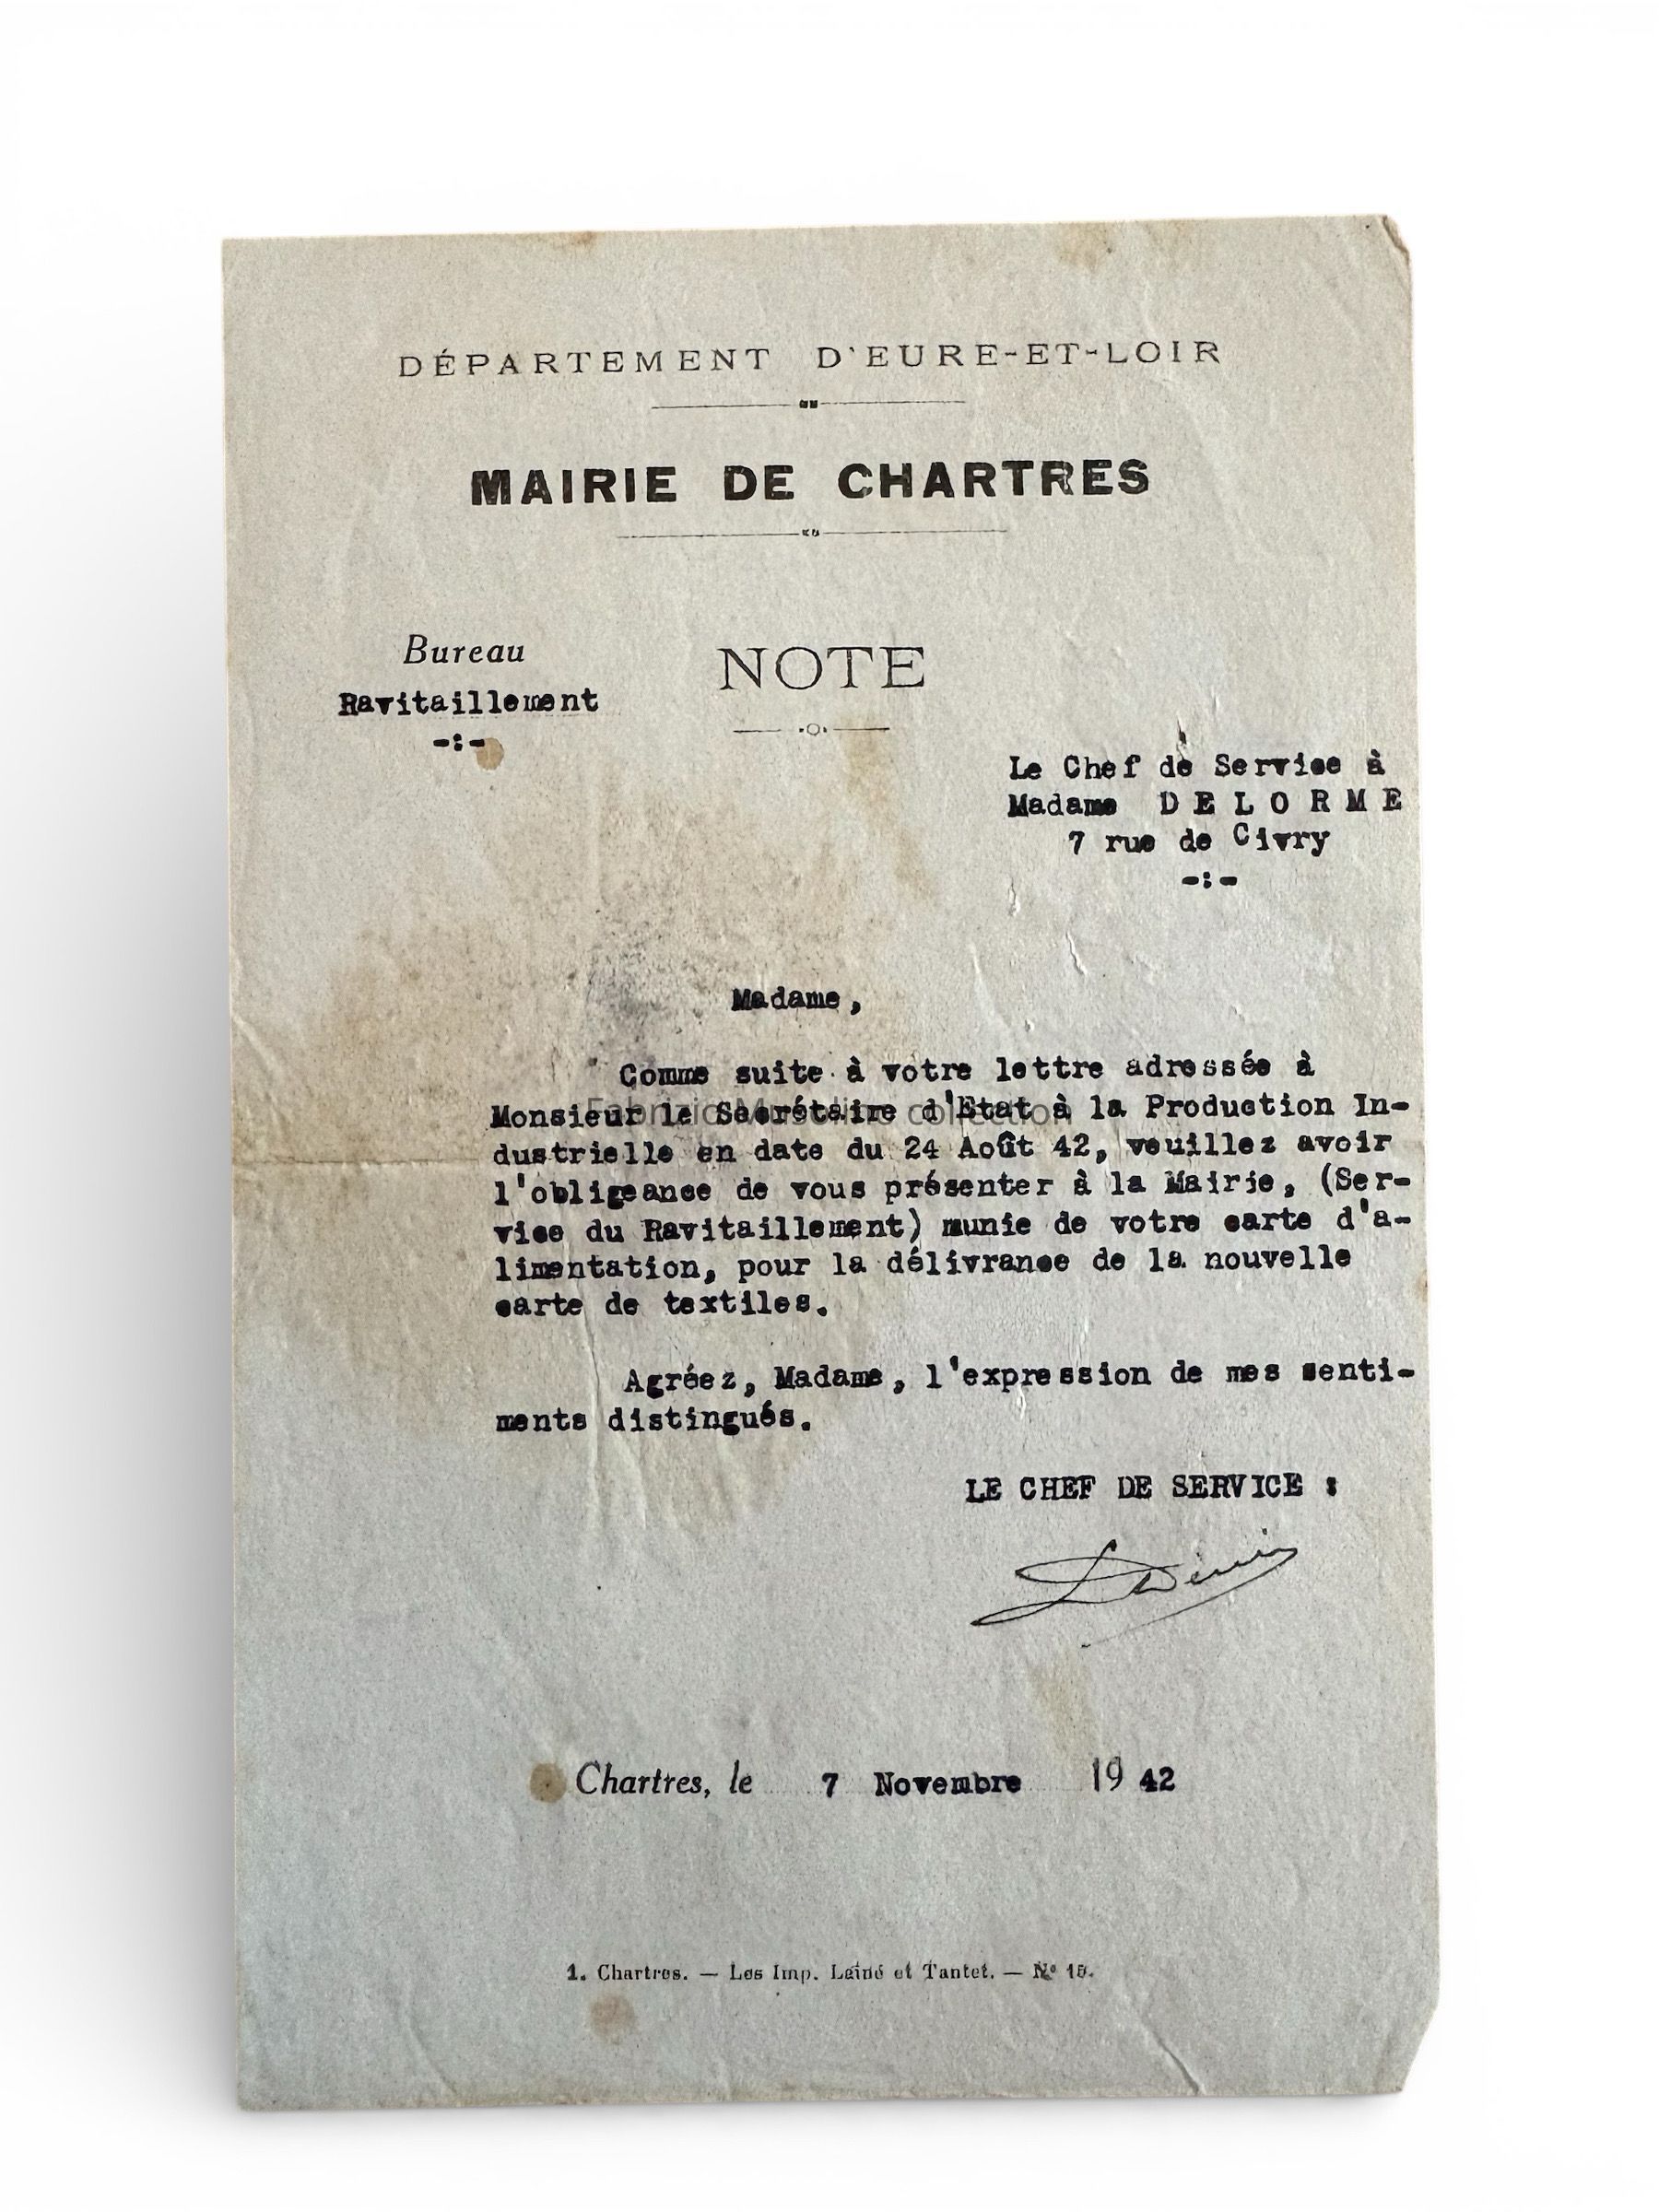 DÉPARTEMENT D'EURE-ET-LOIR
MAIRIE DE CHARTRES
Bureau
Ravitaillement
-:-
NOTE
Le Chef de Service à
Madame DELORME
7 rue de Civry
-:-
Madame,
Comme suite à votre lettre adressée à
Monsieur le Secrétaire d'Etat à la Production In-
dustrielle en date du 24 Août 42, veuillez avoir
l'obligeance de vous présenter à la Mairie, (Ser-
vice du Ravitaillement) munie de votre carte d'a-
limentation, pour la délivrance de la nouvelle
carte de textiles.
Fabrizio Musolino collection
Agréez, Madame, l'expression de mes senti-
ments distingués.
LE CHEF DE SERVICE :
Chartres, le 7 Novembre 1942
1. Chartres. — Les Imp. Lainé et Tantet. — N° 15.